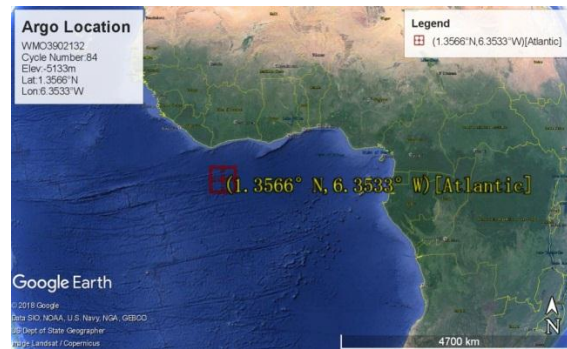 Argo Location
WMO3902132
Cycle Number:84
Elev:-5133m
Lat:1.3566°N
Lon:6.3533°W
Legend
(1.3566°N,6.3533°W)[Atlantic]
(1.3566° N,6.3533° W)[Atlantic]
Google Earth
© 2018 Google
Data SIO, NOAA, U.S. Navy, NGA, GEBCO
US Dept of State Geographer
Image Landsat / Copernicus
N
4700 km